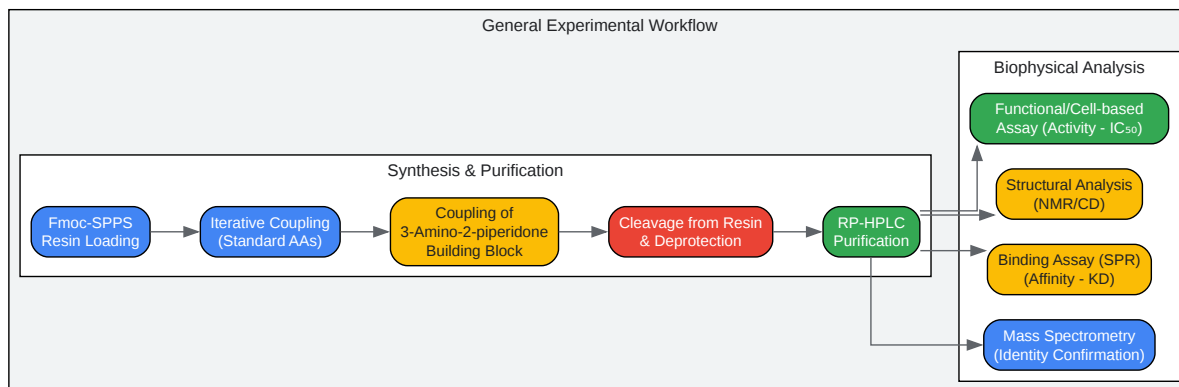 General Experimental Workflow
Synthesis & Purification
Fmoc-SPPS
Resin Loading
Iterative Coupling
(Standard AAs)
Coupling of
3-Amino-2-piperidone
Building Block
Cleavage from Resin
& Deprotection
RP-HPLC
Purification
Biophysical Analysis
Functional/Cell-based
Assay (Activity - IC₅₀)
Structural Analysis
(NMR/CD)
Binding Assay (SPR)
(Affinity - KD)
Mass Spectrometry
(Identity Confirmation)